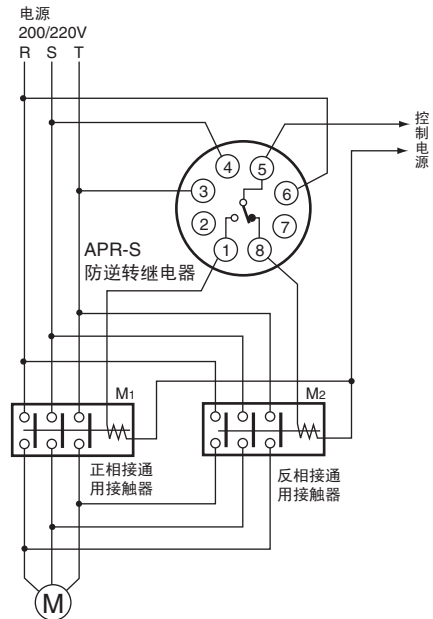 电源
200/220V
R S T
控制电源
4 5
3 6
2 7
1 8
APR-S
防逆转继电器
M1
M2
正相接通
用接触器
反相接通
用接触器
M